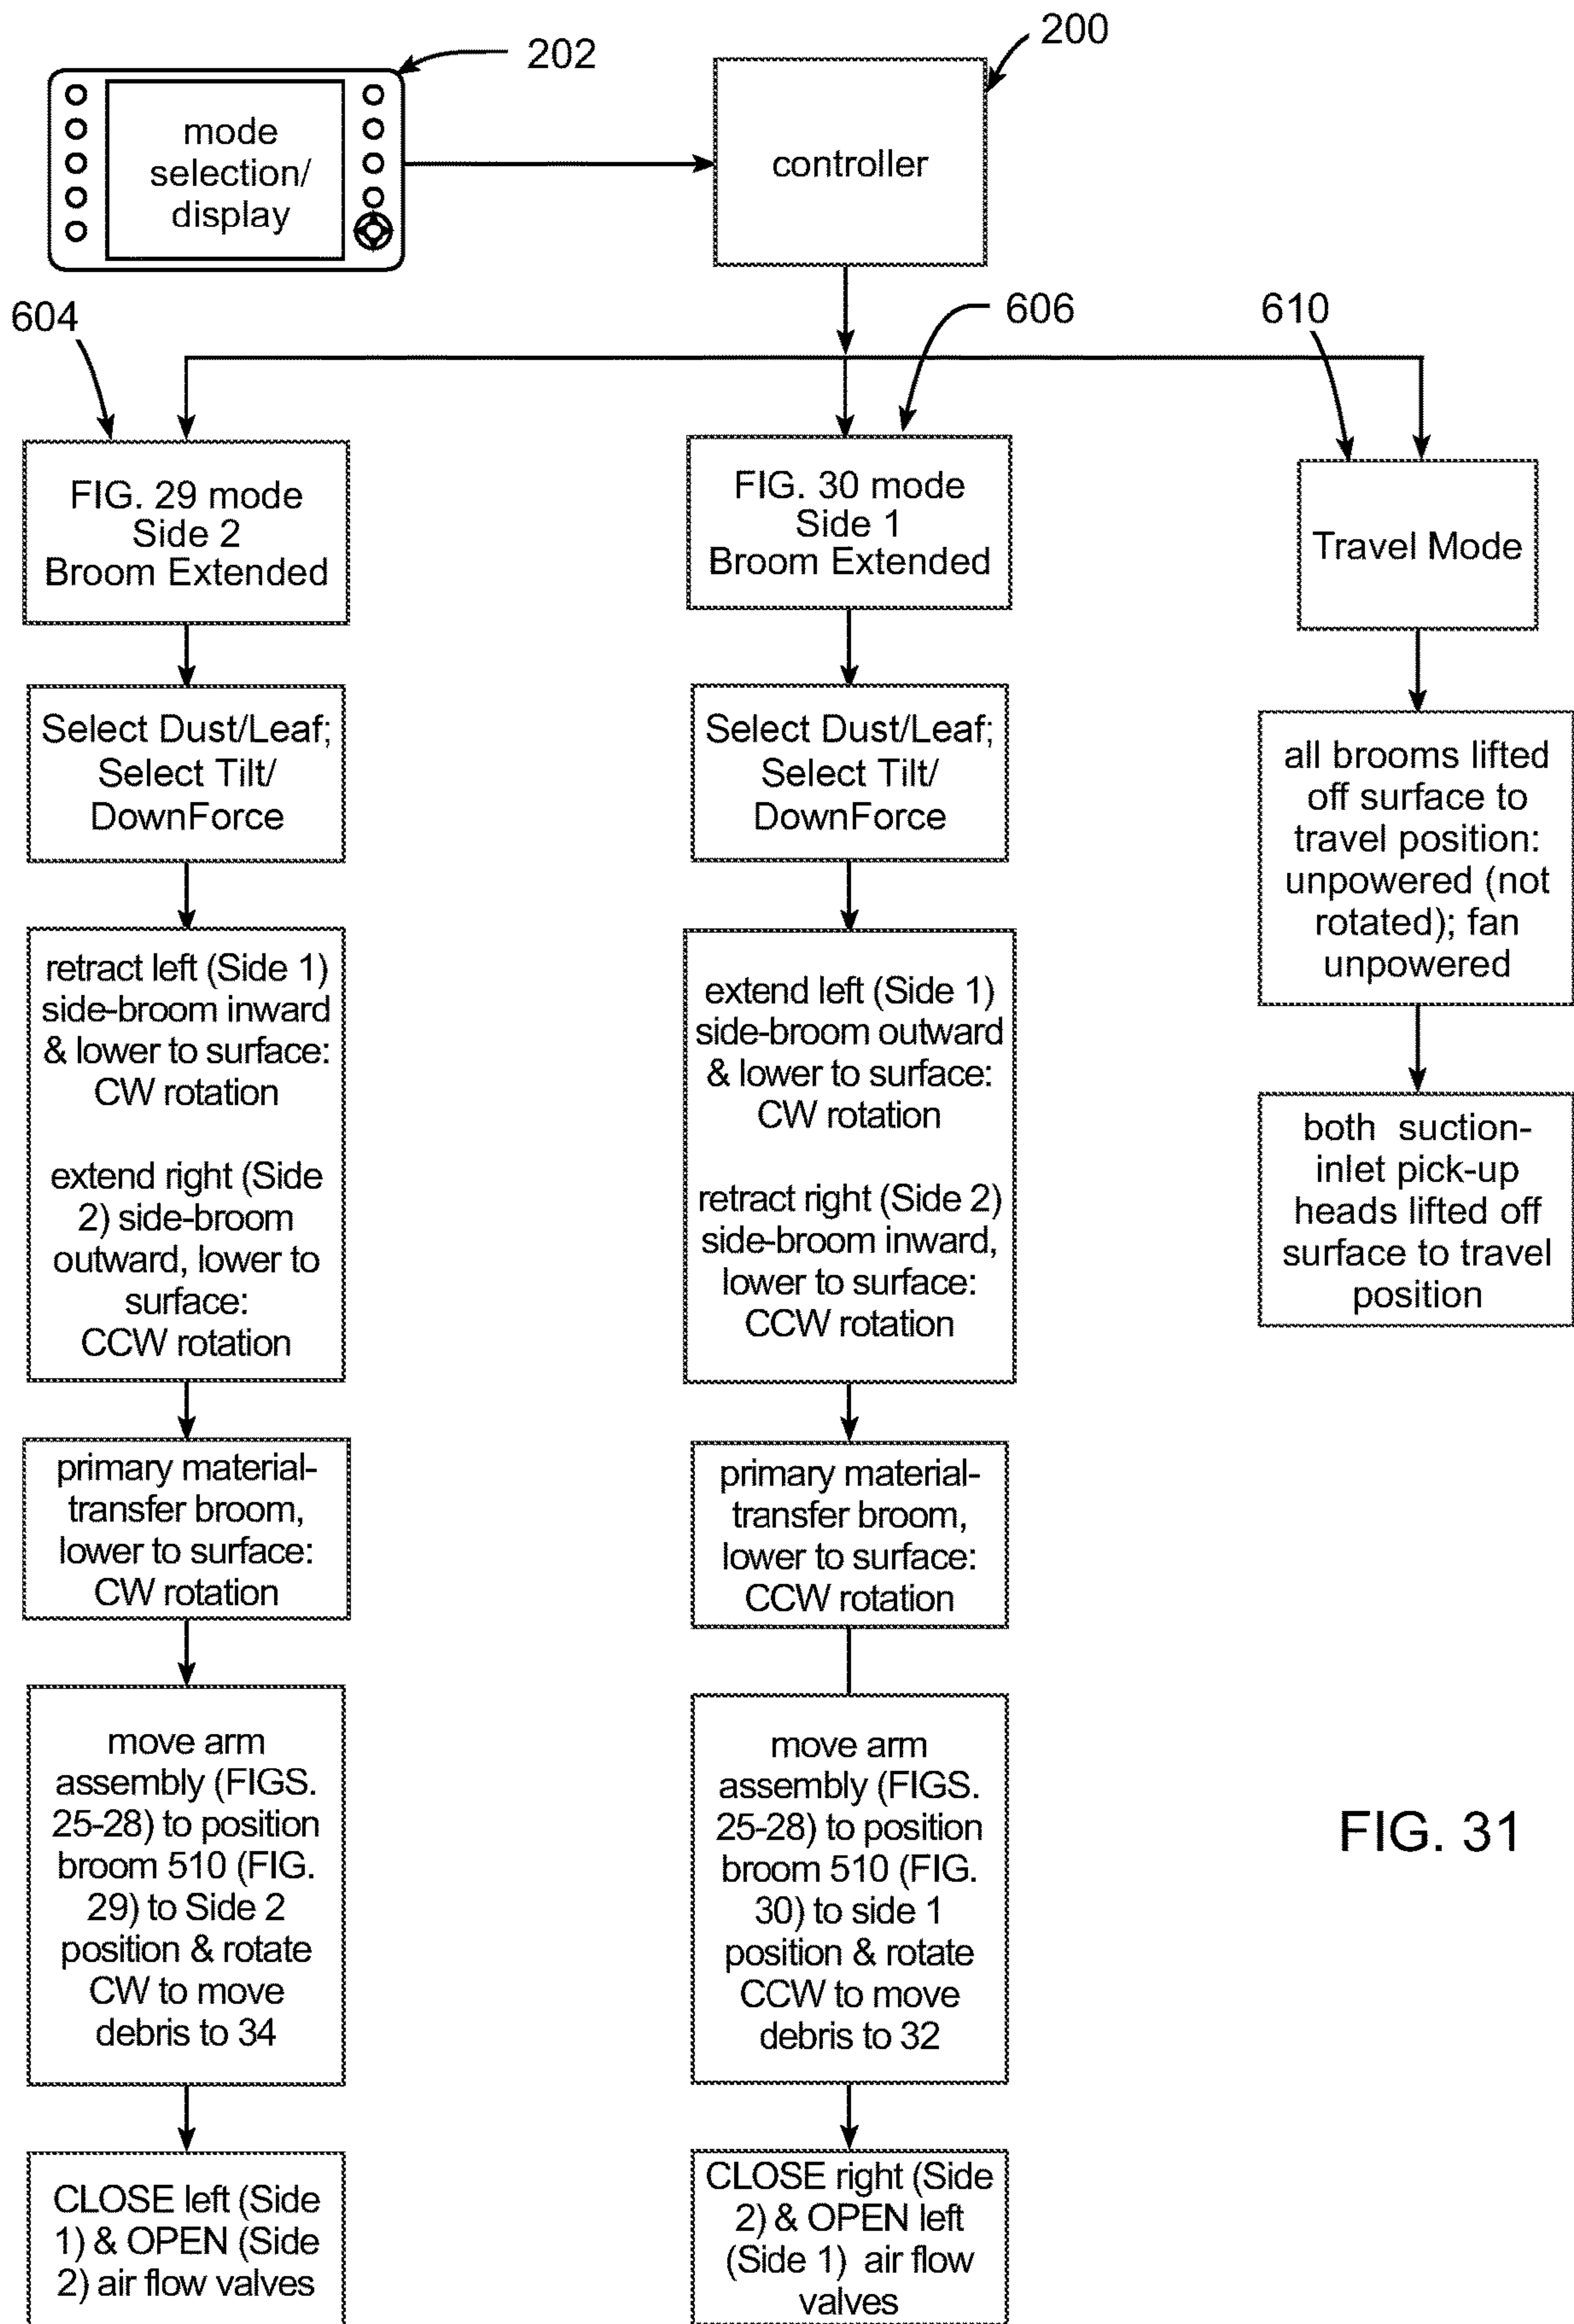 202
200
mode
selection/
display
controller
604
606
610
FIG. 29 mode
Side 2
Broom Extended
FIG. 30 mode
Side 1
Broom Extended
Travel Mode
Select Dust/Leaf;
Select Tilt/
DownForce
Select Dust/Leaf;
Select Tilt/
DownForce
all brooms lifted
off surface to
travel position:
unpowered (not
rotated); fan
unpowered
retract left (Side 1)
side-broom inward
& lower to surface:
CW rotation
extend right (Side
2) side-broom
outward, lower to
surface:
CCW rotation
extend left (Side 1)
side-broom outward
& lower to surface:
CW rotation
retract right (Side 2)
side-broom inward,
lower to surface:
CCW rotation
both suction-
inlet pick-up
heads lifted off
surface to travel
position
primary material-
transfer broom,
lower to surface:
CW rotation
primary material-
transfer broom,
lower to surface:
CCW rotation
move arm
assembly (FIGS.
25-28) to position
broom 510 (FIG.
29) to Side 2
position & rotate
CW to move
debris to 34
move arm
assembly (FIGS.
25-28) to position
broom 510 (FIG.
30) to side 1
position & rotate
CCW to move
debris to 32
FIG. 31
CLOSE left (Side
1) & OPEN (Side
2) air flow valves
CLOSE right (Side
2) & OPEN left
(Side 1) air flow
valves